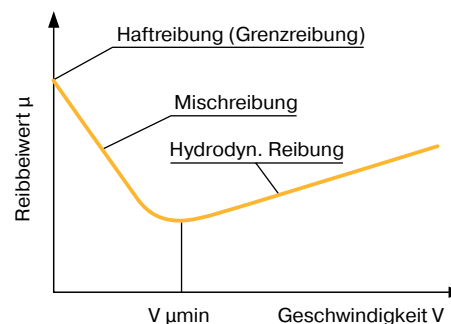 Haftreibung (Grenzreibung)
Mischreibung
Hydrodyn. Reibung
Reibbeiwert µ
V µmin
Geschwindigkeit V